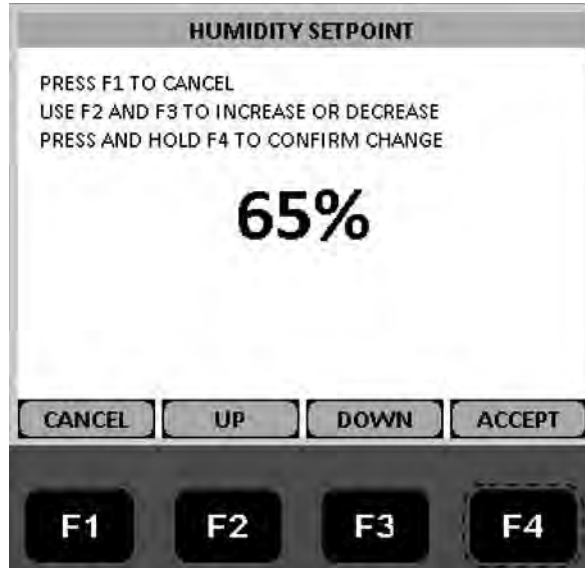 HUMIDITY SETPOINT
PRESS F1 TO CANCEL
USE F2 AND F3 TO INCREASE OR DECREASE
PRESS AND HOLD F4 TO CONFIRM CHANGE
65%
CANCEL UP DOWN ACCEPT
F1 F2 F3 F4